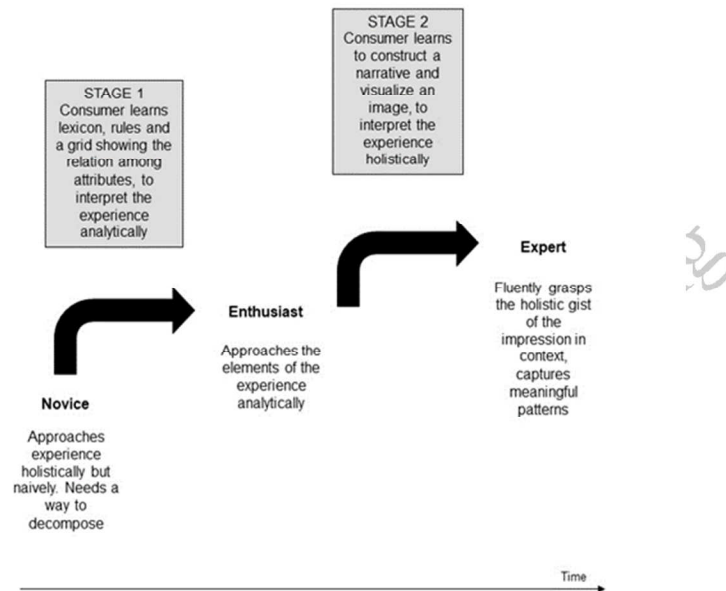 STAGE 1
Consumer learns
lexicon, rules and
a grid showing the
relation among
attributes, to
interpret the
experience
analytically
STAGE 2
Consumer learns
to construct a
narrative and
visualize an
image, to
interpret the
experience
holistically
Novice
Approaches
experience
holistically but
naively. Needs a
way to
decompose
Enthusiast
Approaches the
elements of the
experience
analytically
Expert
Fluently grasps
the holistic gist
of the
impression in
context,
captures
meaningful
patterns
Time